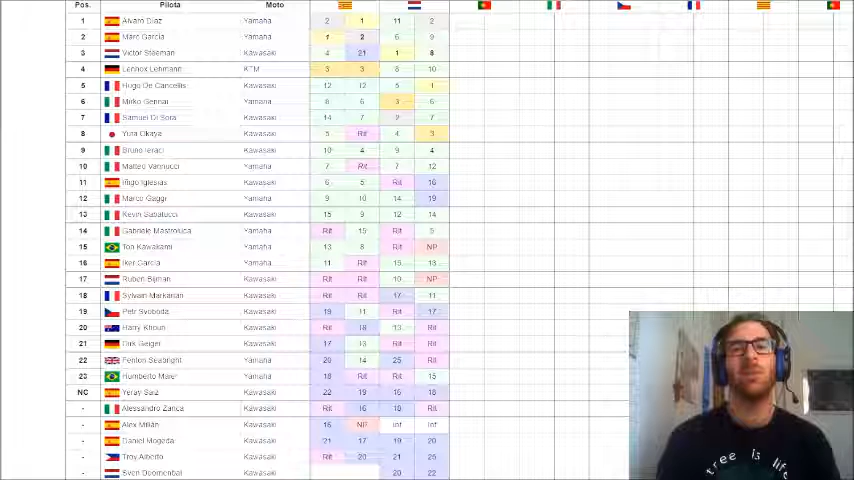 Pos. Pilota Moto
1 Alvaro Diaz Yamaha 2 1 11 2
2 Marc Garcia Yamaha 1 2 6 9
3 Victor Steeman Kawasaki 4 21 1 8
4 Lennox Lehmann KTM 3 3 8 10
5 Hugo De Cancellis Kawasaki 12 12 5 1
6 Mirko Gennai Yamaha 8 6 3 6
7 Samuel Di Sora Kawasaki 14 7 2 7
8 Yuta Okaya Kawasaki 5 Rit 4 3
9 Bruno Ieraci Kawasaki 10 4 9 4
10 Matteo Vannucci Yamaha 7 Rit 7 12
11 Iñigo Iglesias Kawasaki 6 5 Rit 16
12 Marco Gaggi Yamaha 9 10 14 19
13 Kevin Sabatucci Kawasaki 15 9 12 14
14 Gabriele Mastroluca Yamaha Rit 15 Rit 5
15 Ton Kawakami Yamaha 13 8 Rit NP
16 Iker Garcia Yamaha 11 Rit 15 13
17 Ruben Bijman Kawasaki Rit Rit 10 NP
18 Sylvain Markarian Kawasaki Rit Rit 17 11
19 Petr Svoboda Kawasaki 19 11 Rit 17
20 Harry Khouri Kawasaki Rit 18 13 Rit
21 Dirk Geiger Kawasaki 17 13 Rit Rit
22 Fenton Seabright Kawasaki 20 14 25 Rit
23 Humberto Maier Yamaha 18 Rit Rit 15
NC Yeray Saiz Kawasaki 22 19 16 18
- Alessandro Zanca Kawasaki Rit 16 18 Rit
- Alex Millan Kawasaki 16 NP Inf Inf
- Daniel Mogeda Kawasaki 21 17 19 20
- Troy Alberto Kawasaki Rit 20 21 25
- Sven Doornenbal Kawasaki 20 22
tree is life